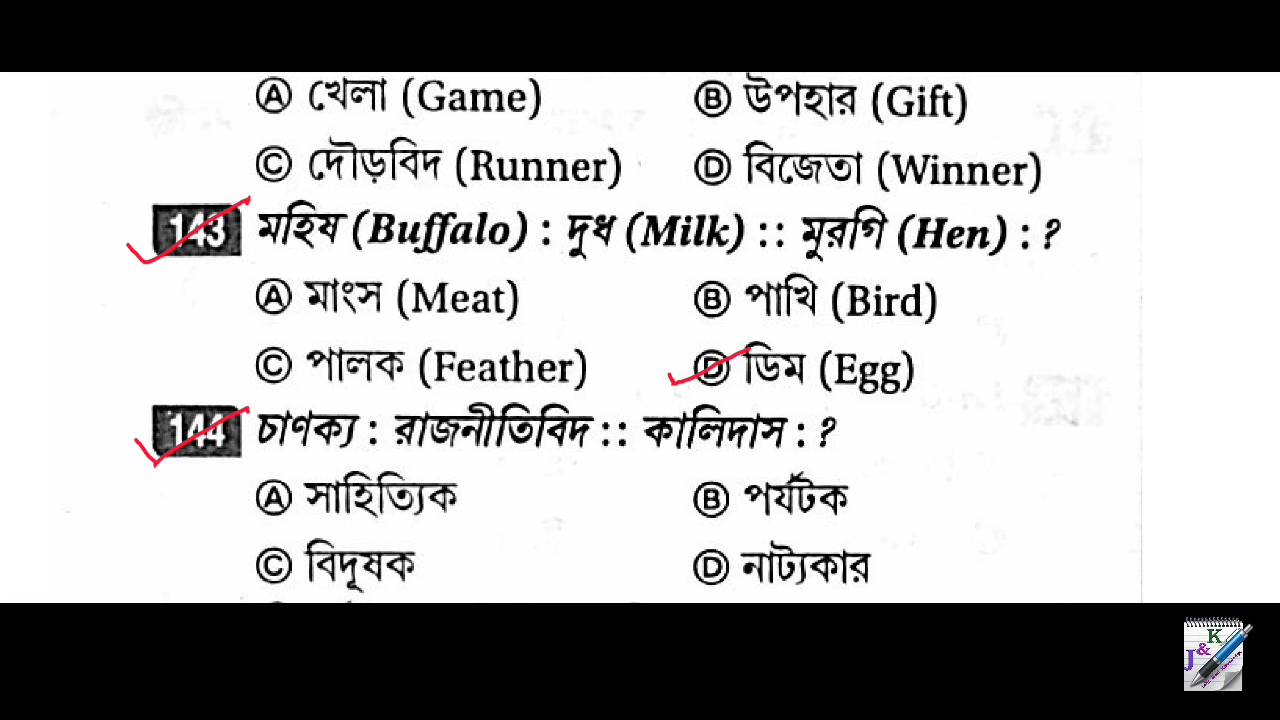 Ⓐ খেলা (Game) Ⓑ উপহার (Gift)
Ⓒ দৌড়বিদ (Runner) Ⓓ বিজেতা (Winner)
143 মহিষ (Buffalo) : দুধ (Milk) :: মুরগি (Hen) : ?
Ⓐ মাংস (Meat) Ⓑ পাখি (Bird)
Ⓒ পালক (Feather) Ⓓ ডিম (Egg)
144 চাণক্য : রাজনীতিবিদ :: কালিদাস : ?
Ⓐ সাহিত্যিক Ⓑ পর্যটক
Ⓒ বিদূষক Ⓓ নাট্যকার
J&K